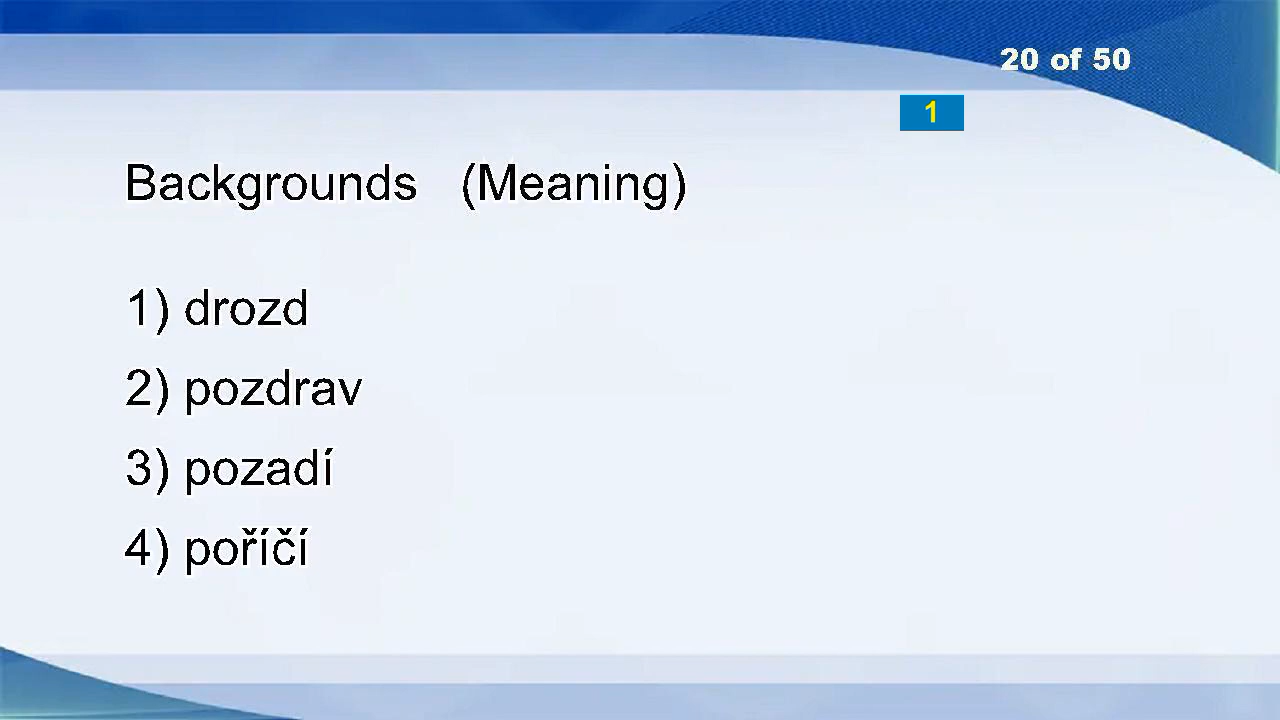 20 of 50
1
Backgrounds (Meaning)
1) drozd
2) pozdrav
3) pozadí
4) poříčí